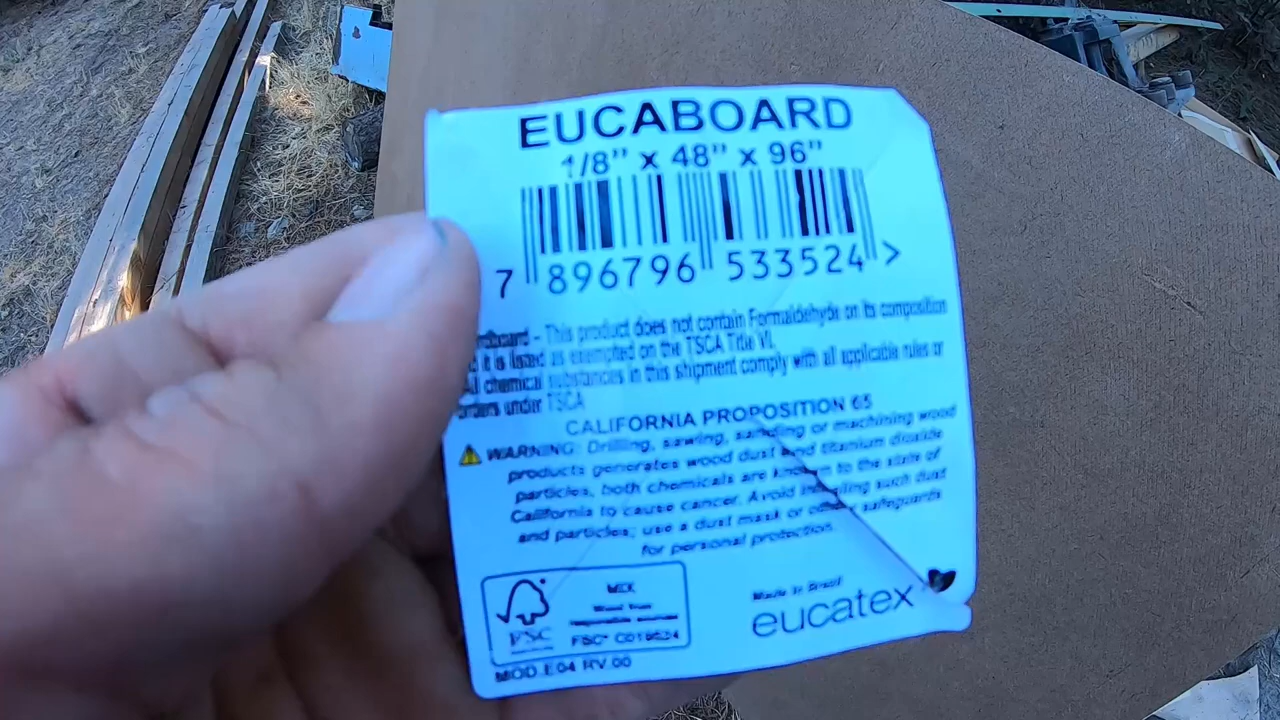 EUCABOARD
1/8" x 48" x 96"
7 896796 533524 >
- This product does not contain Formaldehyde on its composition
it is listed as exempted on the TSCA Title VI.
chemical substances in this shipment comply with all applicable rules or
orders under TSCA
CALIFORNIA PROPOSITION 65
WARNING: Drilling, sawing, sanding or machining wood
products generates wood dust and titanium dioxide
particles, both chemicals are known to the state of
California to cause cancer. Avoid inhaling such dust
and particles; use a dust mask or other safeguards
for personal protection.
FSC
MIX
Wood from
responsible sources
FSC® C019624
MOD.E04 RV.00
Made in Brazil
eucatex